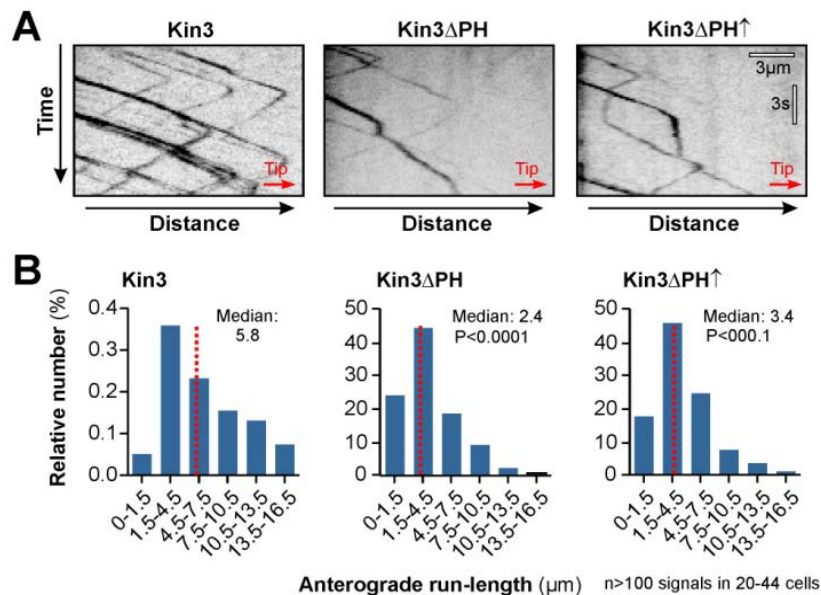 A
Kin3 Kin3ΔPH Kin3ΔPH↑
Time
3µm
3s
Tip Tip Tip
Distance Distance Distance
B
Kin3 Kin3ΔPH Kin3ΔPH↑
Relative number (%)
0.4
0.3
0.2
0.1
0.0
Median:
5.8
0-1.5
1.5-4.5
4.5-7.5
7.5-10.5
10.5-13.5
13.5-16.5
50
40
30
20
10
0
Median: 2.4
P<0.0001
0-1.5
1.5-4.5
4.5-7.5
7.5-10.5
10.5-13.5
13.5-16.5
50
40
30
20
10
0
Median: 3.4
P<000.1
0-1.5
1.5-4.5
4.5-7.5
7.5-10.5
10.5-13.5
13.5-16.5
Anterograde run-length (µm) n>100 signals in 20-44 cells